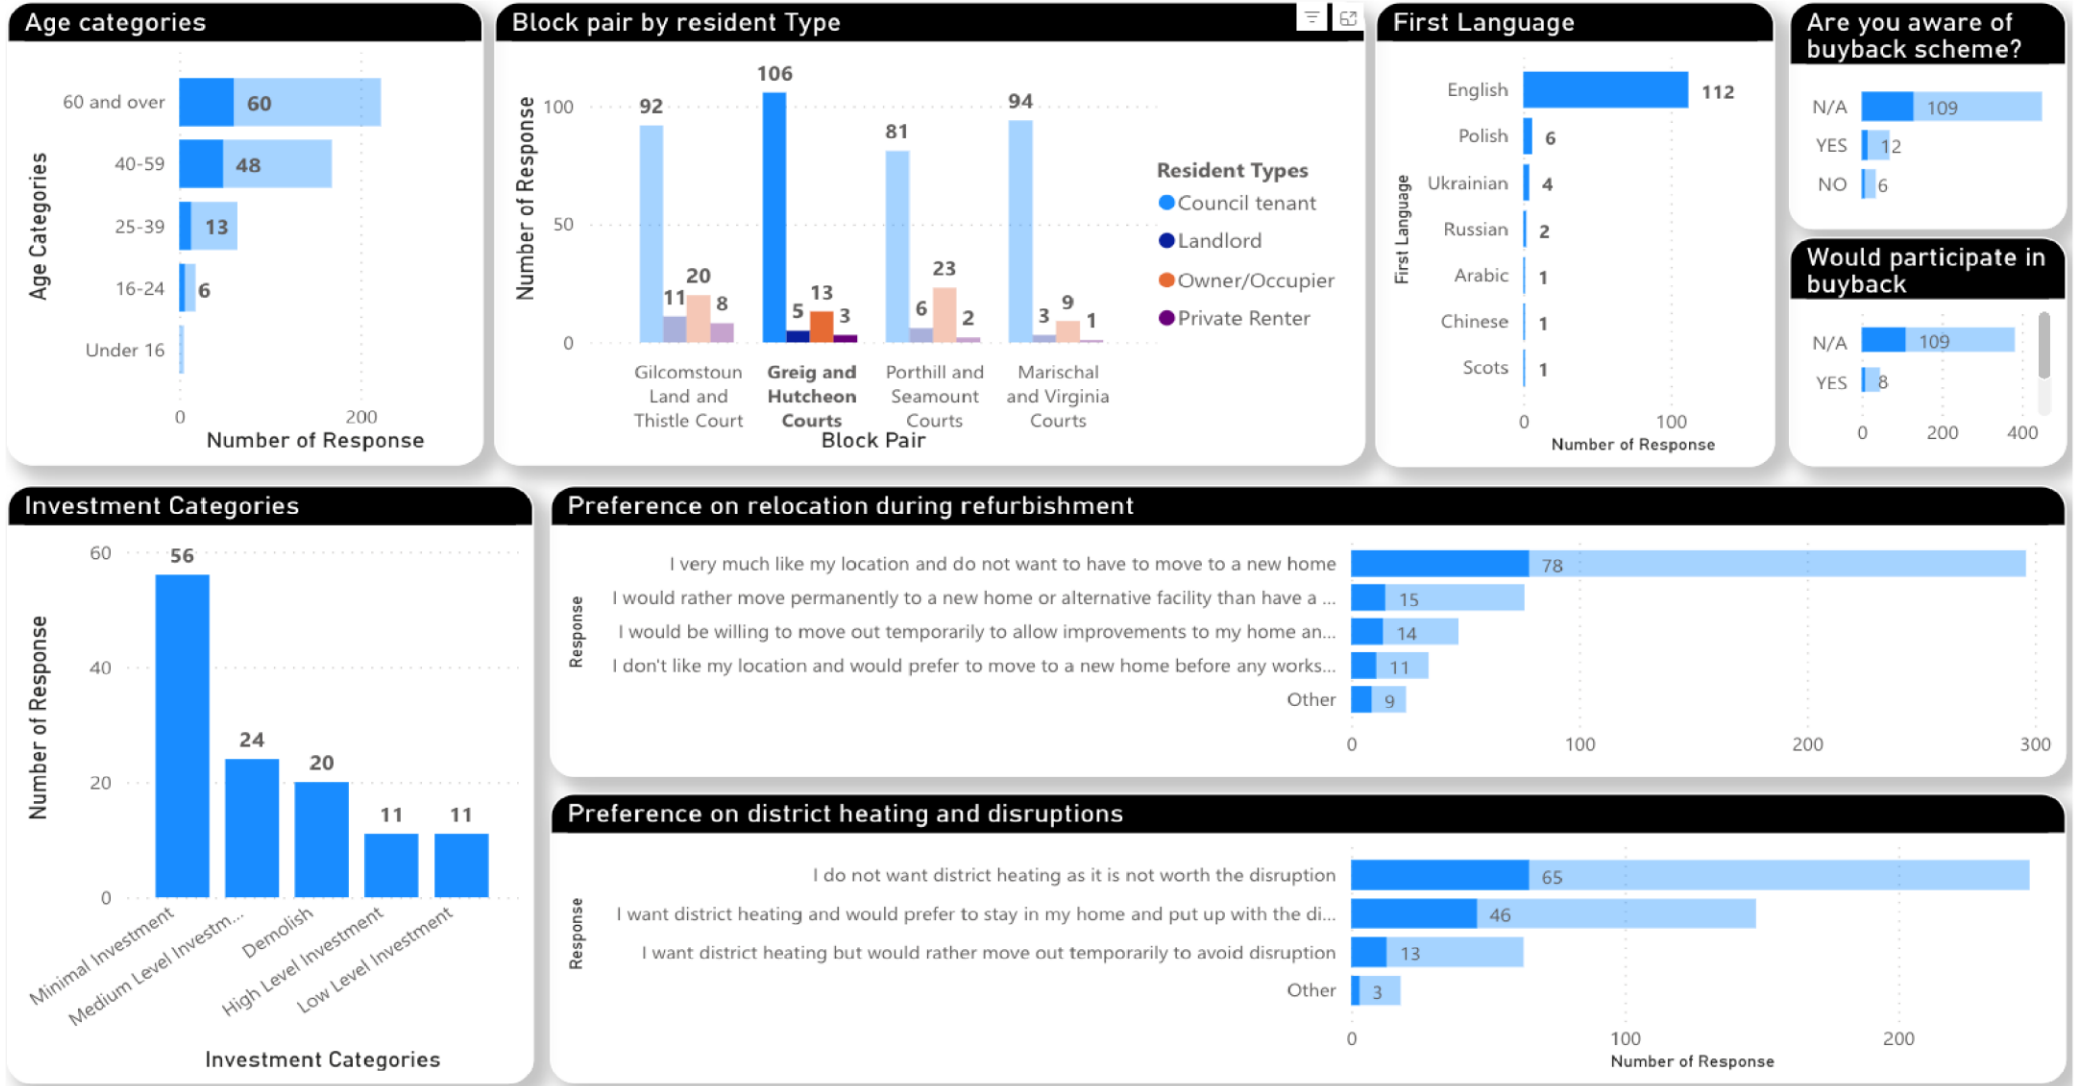 Age categories
Age Categories
60 and over
60
40-59
48
25-39
13
16-24
6
Under 16
0
200
Number of Response
Block pair by resident Type
Number of Response
100
50
0
92
11
20
8
106
5
13
3
81
6
23
2
94
3
9
1
Gilcomstoun
Land and
Thistle Court
Greig and
Hutcheon
Courts
Porthill and
Seamount
Courts
Marischal
and Virginia
Courts
Block Pair
Resident Types
Council tenant
Landlord
Owner/Occupier
Private Renter
First Language
First Language
English
112
Polish
6
Ukrainian
4
Russian
2
Arabic
1
Chinese
1
Scots
1
0
100
Number of Response
Are you aware of
buyback scheme?
N/A
109
YES
12
NO
6
Would participate in
buyback
N/A
109
YES
8
0
200
400
Investment Categories
Number of Response
60
40
20
0
56
24
20
11
11
Minimal Investment
Medium Level Investm...
Demolish
High Level Investment
Low Level Investment
Investment Categories
Preference on relocation during refurbishment
Response
I very much like my location and do not want to have to move to a new home
78
I would rather move permanently to a new home or alternative facility than have a ...
15
I would be willing to move out temporarily to allow improvements to my home an...
14
I don't like my location and would prefer to move to a new home before any works...
11
Other
9
0
100
200
300
Preference on district heating and disruptions
Response
I do not want district heating as it is not worth the disruption
65
I want district heating and would prefer to stay in my home and put up with the di...
46
I want district heating but would rather move out temporarily to avoid disruption
13
Other
3
0
100
200
Number of Response